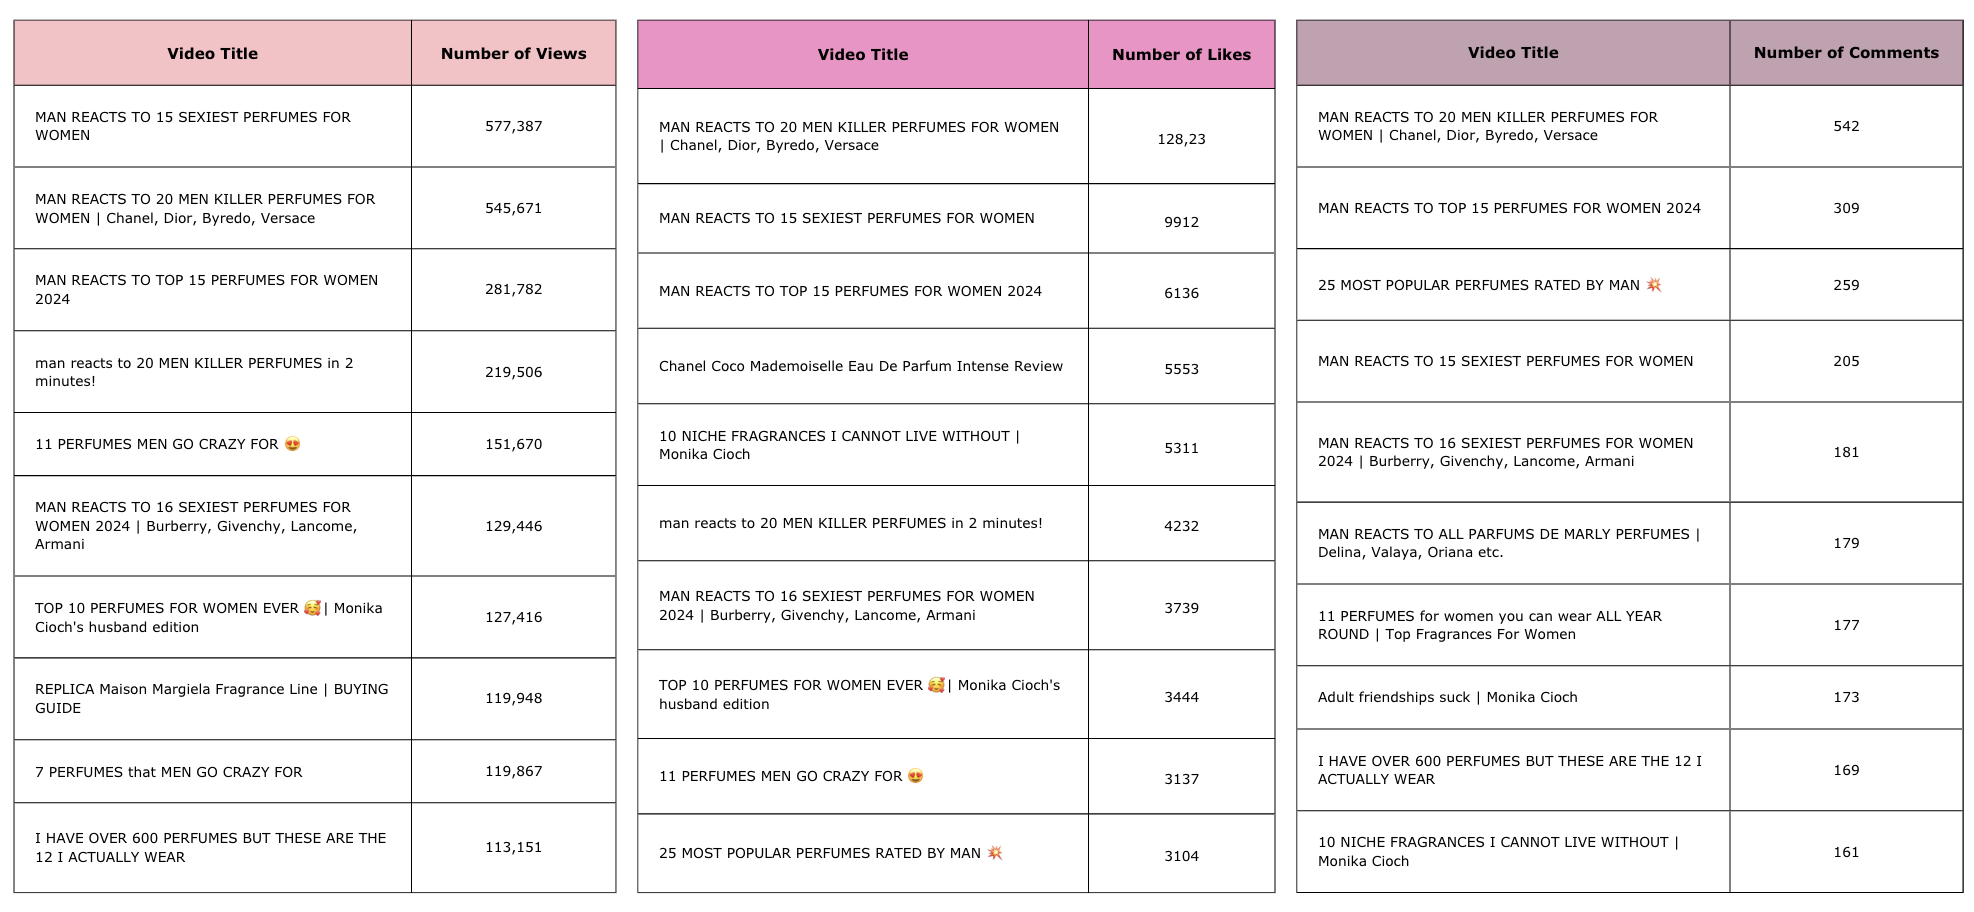 Video Title Number of Views
MAN REACTS TO 15 SEXIEST PERFUMES FOR
WOMEN
577,387
MAN REACTS TO 20 MEN KILLER PERFUMES FOR
WOMEN | Chanel, Dior, Byredo, Versace
545,671
MAN REACTS TO TOP 15 PERFUMES FOR WOMEN
2024
281,782
man reacts to 20 MEN KILLER PERFUMES in 2
minutes!
219,506
11 PERFUMES MEN GO CRAZY FOR 😍
151,670
MAN REACTS TO 16 SEXIEST PERFUMES FOR
WOMEN 2024 | Burberry, Givenchy, Lancome,
Armani
129,446
TOP 10 PERFUMES FOR WOMEN EVER 🥰| Monika
Cioch's husband edition
127,416
REPLICA Maison Margiela Fragrance Line | BUYING
GUIDE
119,948
7 PERFUMES that MEN GO CRAZY FOR
119,867
I HAVE OVER 600 PERFUMES BUT THESE ARE THE
12 I ACTUALLY WEAR
113,151
Video Title Number of Likes
MAN REACTS TO 20 MEN KILLER PERFUMES FOR WOMEN
| Chanel, Dior, Byredo, Versace
128,23
MAN REACTS TO 15 SEXIEST PERFUMES FOR WOMEN
9912
MAN REACTS TO TOP 15 PERFUMES FOR WOMEN 2024
6136
Chanel Coco Mademoiselle Eau De Parfum Intense Review
5553
10 NICHE FRAGRANCES I CANNOT LIVE WITHOUT |
Monika Cioch
5311
man reacts to 20 MEN KILLER PERFUMES in 2 minutes!
4232
MAN REACTS TO 16 SEXIEST PERFUMES FOR WOMEN
2024 | Burberry, Givenchy, Lancome, Armani
3739
TOP 10 PERFUMES FOR WOMEN EVER 🥰| Monika Cioch's
husband edition
3444
11 PERFUMES MEN GO CRAZY FOR 😍
3137
25 MOST POPULAR PERFUMES RATED BY MAN 💥
3104
Video Title Number of Comments
MAN REACTS TO 20 MEN KILLER PERFUMES FOR
WOMEN | Chanel, Dior, Byredo, Versace
542
MAN REACTS TO TOP 15 PERFUMES FOR WOMEN 2024
309
25 MOST POPULAR PERFUMES RATED BY MAN 💥
259
MAN REACTS TO 15 SEXIEST PERFUMES FOR WOMEN
205
MAN REACTS TO 16 SEXIEST PERFUMES FOR WOMEN
2024 | Burberry, Givenchy, Lancome, Armani
181
MAN REACTS TO ALL PARFUMS DE MARLY PERFUMES |
Delina, Valaya, Oriana etc.
179
11 PERFUMES for women you can wear ALL YEAR
ROUND | Top Fragrances For Women
177
Adult friendships suck | Monika Cioch
173
I HAVE OVER 600 PERFUMES BUT THESE ARE THE 12 I
ACTUALLY WEAR
169
10 NICHE FRAGRANCES I CANNOT LIVE WITHOUT |
Monika Cioch
161